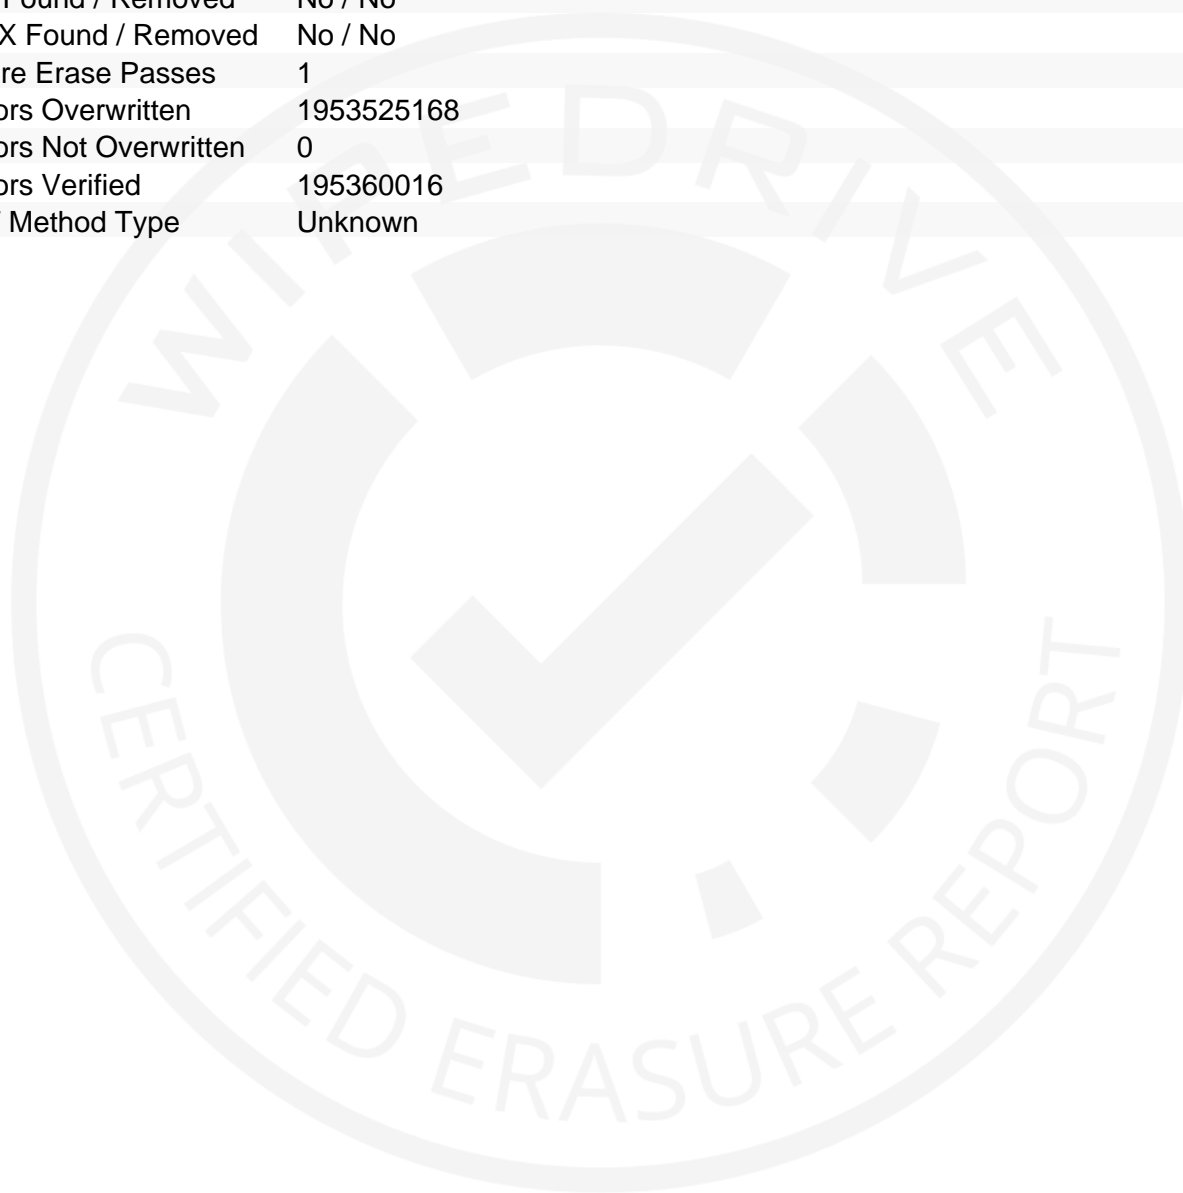 Found / Removed No / No
X Found / Removed No / No
re Erase Passes 1
ors Overwritten 1953525168
ors Not Overwritten 0
ors Verified 195360016
Method Type Unknown
WIPEDRIVE
CERTIFIED ERASURE REPORT